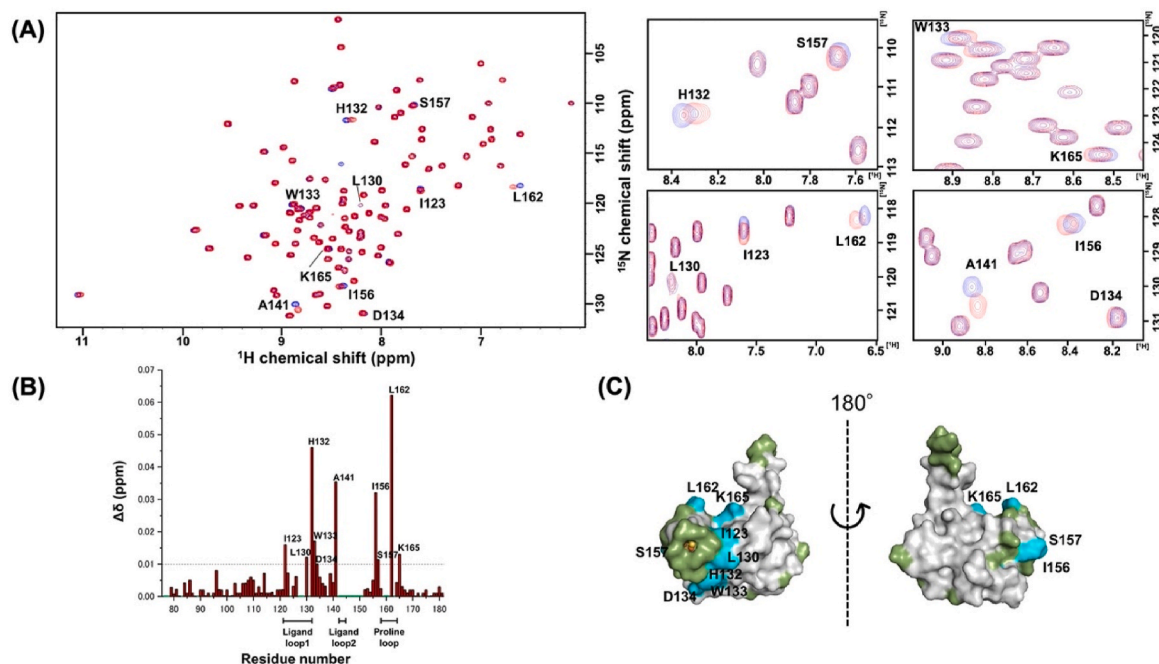 (A)
105
110
115
120
125
130
H132
S157
W133
L130
I123
L162
K165
A141
I156
D134
11
10
9
8
7
¹H chemical shift (ppm)
¹⁵N chemical shift (ppm)
[¹⁵N]
S157
H132
110
111
112
113
8.4
8.2
8.0
7.8
7.6
[¹H]
[¹⁵N]
W133
K165
120
121
122
123
124
8.9
8.8
8.7
8.6
8.5
[¹H]
118
119
120
121
I123
L162
L130
8.0
7.5
7.0
6.5
[¹H]
128
129
130
131
I156
A141
D134
9.0
8.8
8.6
8.4
8.2
[¹H]
(B)
0.07
0.06
0.05
0.04
0.03
0.02
0.01
0.00
Δδ (ppm)
L162
H132
A141
I156
I123
W133
L130
D134
S157
K165
80
90
100
110
120
130
140
150
160
170
180
Ligand
loop1
Ligand
loop2
Proline
loop
Residue number
(C)
180°
L162
K165
I123
S157
L130
H132
D134
W133
K165
L162
S157
I156